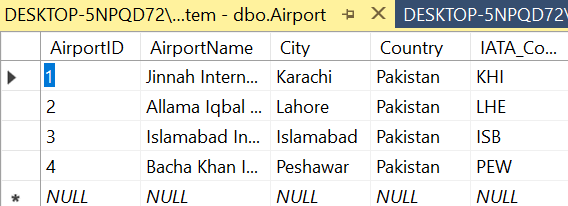 DESKTOP-5NPQD72\...tem - dbo.Airport DESKTOP-5NPQD72\
AirportID AirportName City Country IATA_Co...
1 Jinnah Intern... Karachi Pakistan KHI
2 Allama Iqbal ... Lahore Pakistan LHE
3 Islamabad In... Islamabad Pakistan ISB
4 Bacha Khan I... Peshawar Pakistan PEW
NULL NULL NULL NULL NULL